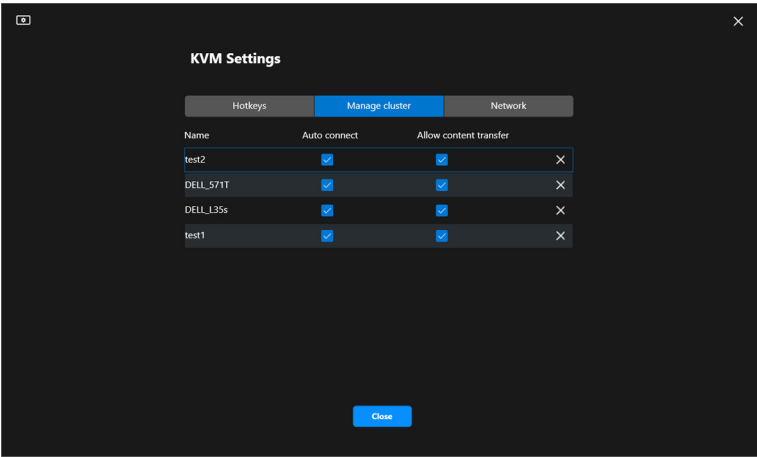 KVM Settings
Hotkeys Manage cluster Network
Name Auto connect Allow content transfer
test2
DELL_571T
DELL_L35s
test1
Close